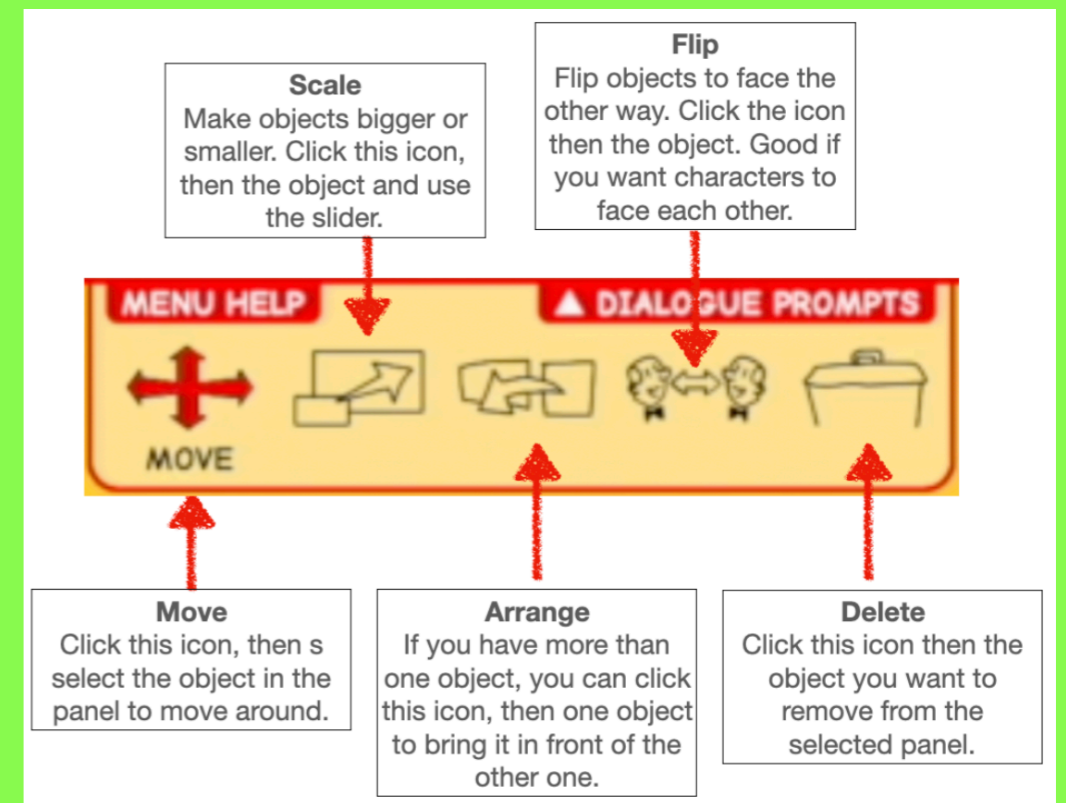 Scale
Make objects bigger or
smaller. Click this icon,
then the object and use
the slider.
Flip
Flip objects to face the
other way. Click the icon
then the object. Good if
you want characters to
face each other.
MENU HELP
▲ DIALOGUE PROMPTS
MOVE
Move
Click this icon, then s
select the object in the
panel to move around.
Arrange
If you have more than
one object, you can click
this icon, then one object
to bring it in front of the
other one.
Delete
Click this icon then the
object you want to
remove from the
selected panel.